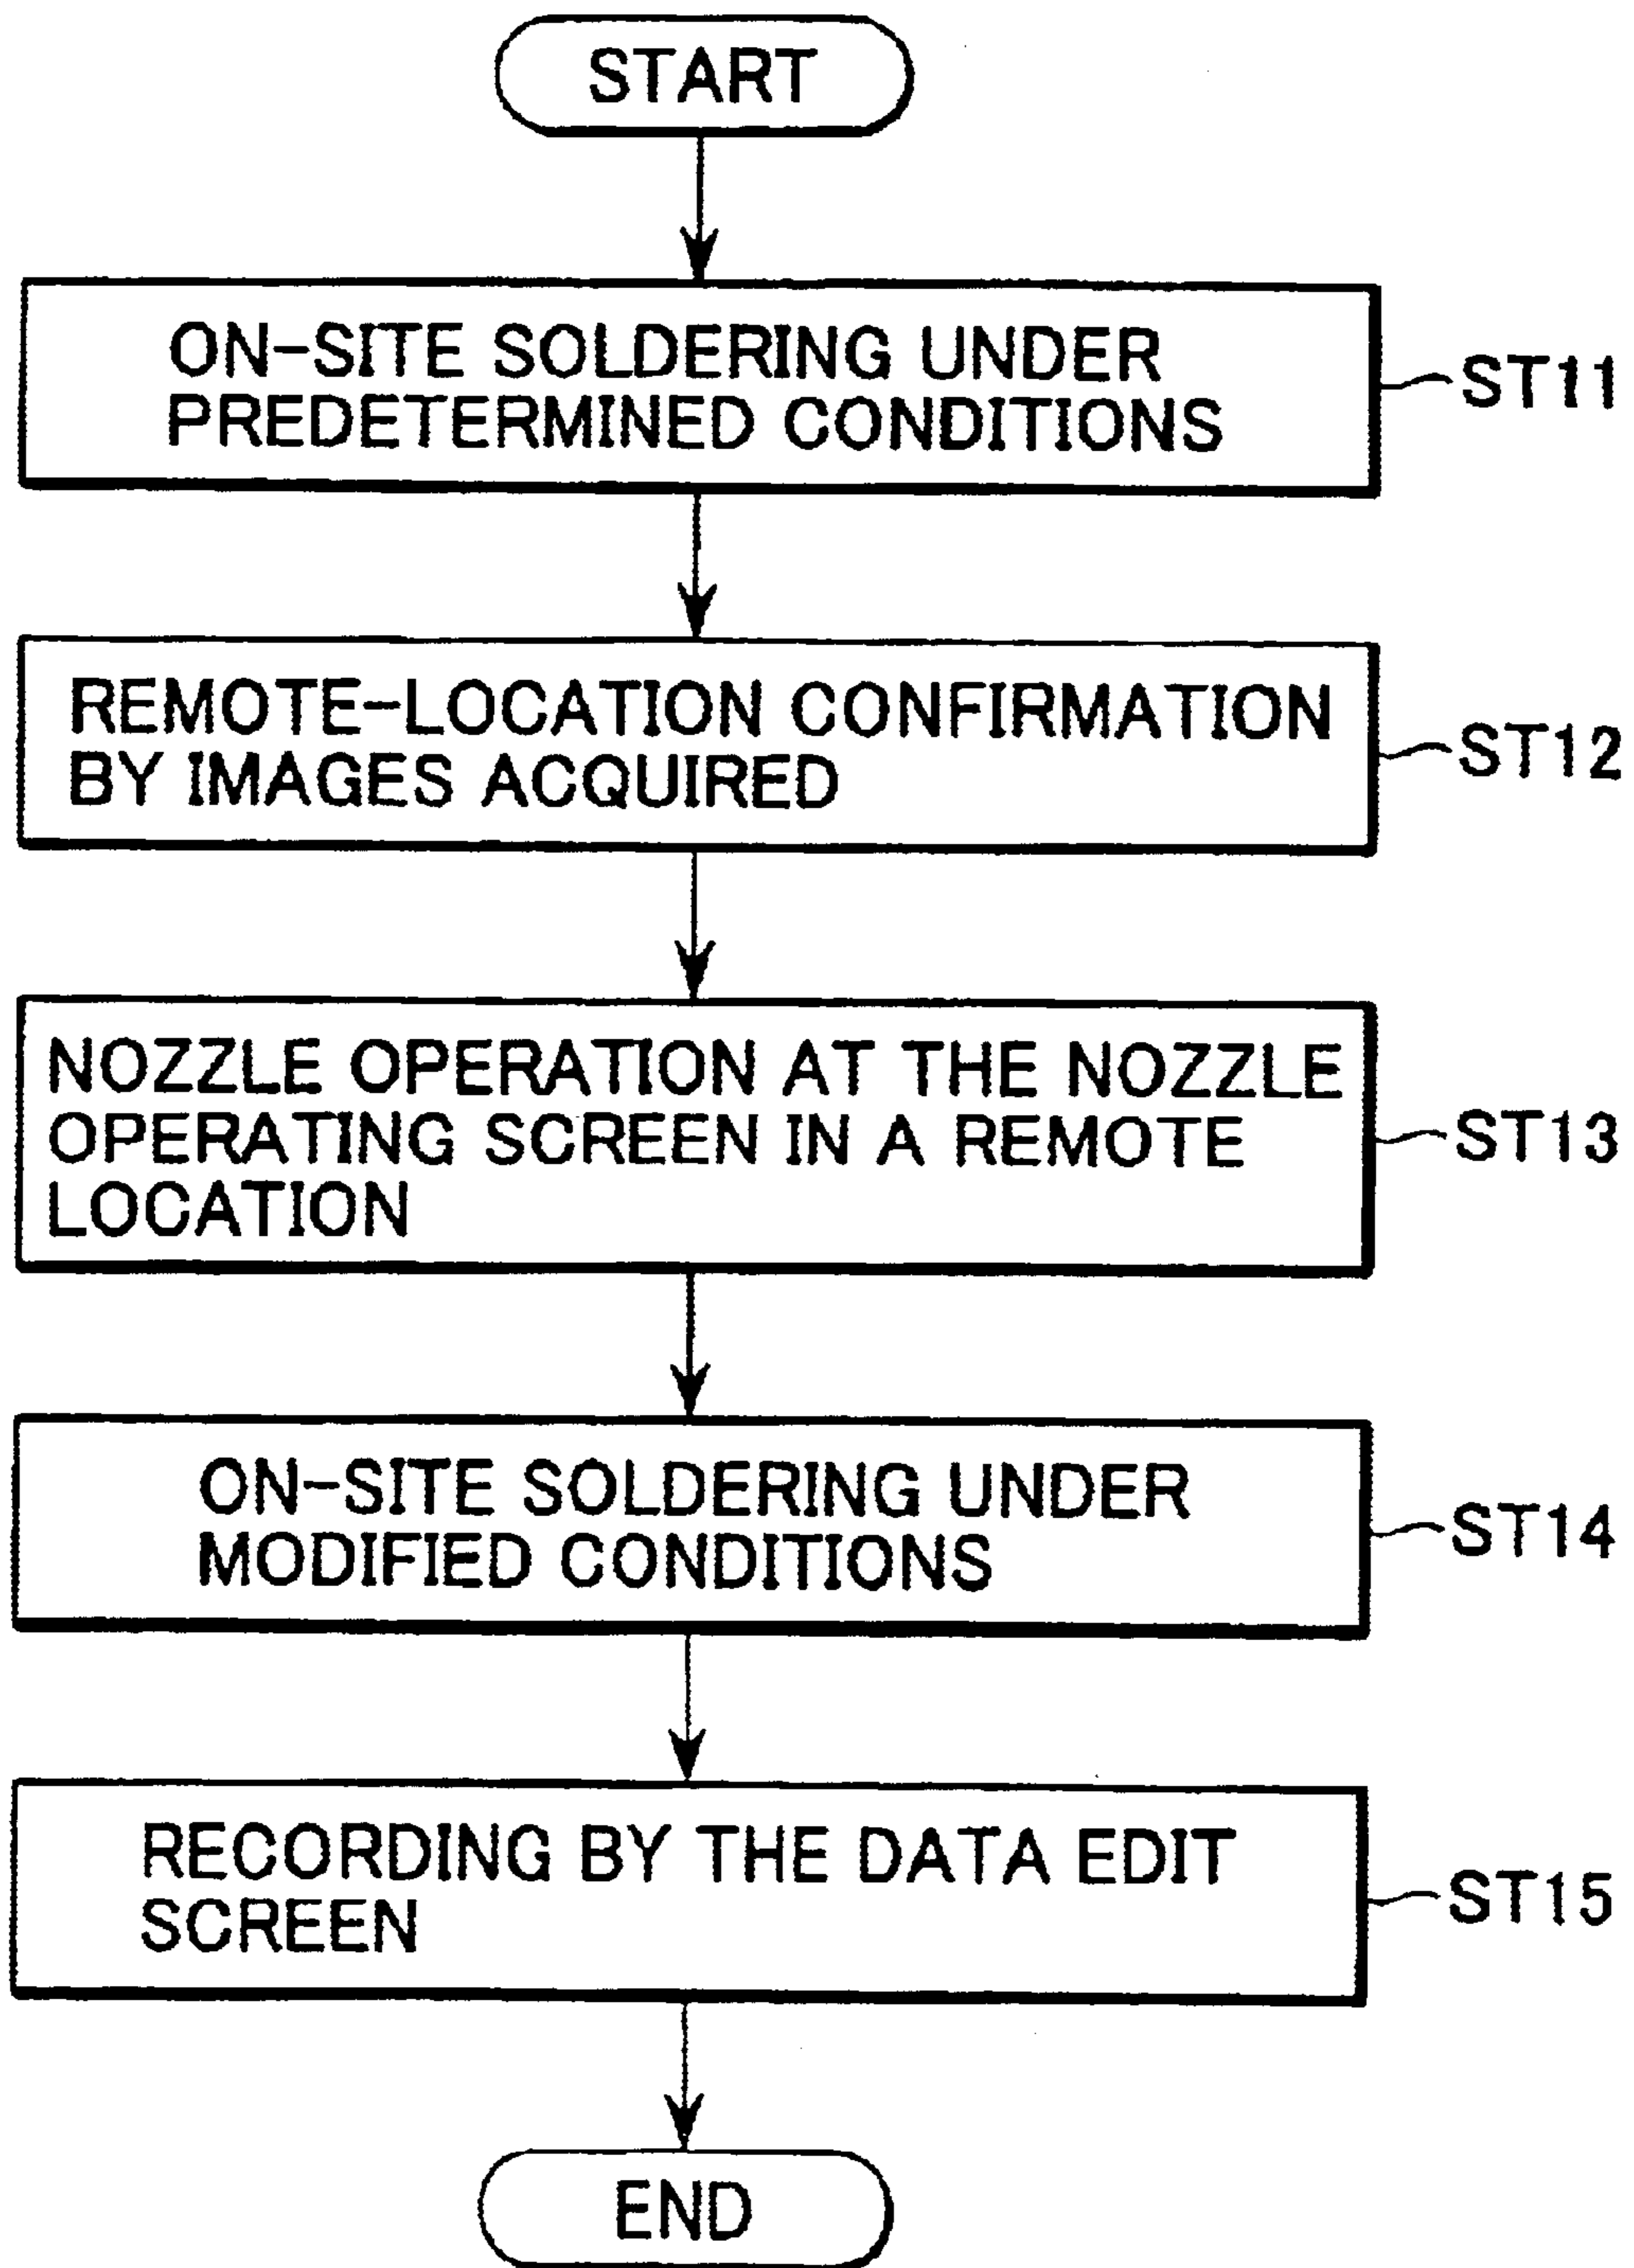 START
ON-SITE SOLDERING UNDER
PREDETERMINED CONDITIONS
ST11
REMOTE-LOCATION CONFIRMATION
BY IMAGES ACQUIRED
ST12
NOZZLE OPERATION AT THE NOZZLE
OPERATING SCREEN IN A REMOTE
LOCATION
ST13
ON-SITE SOLDERING UNDER
MODIFIED CONDITIONS
ST14
RECORDING BY THE DATA EDIT
SCREEN
ST15
END